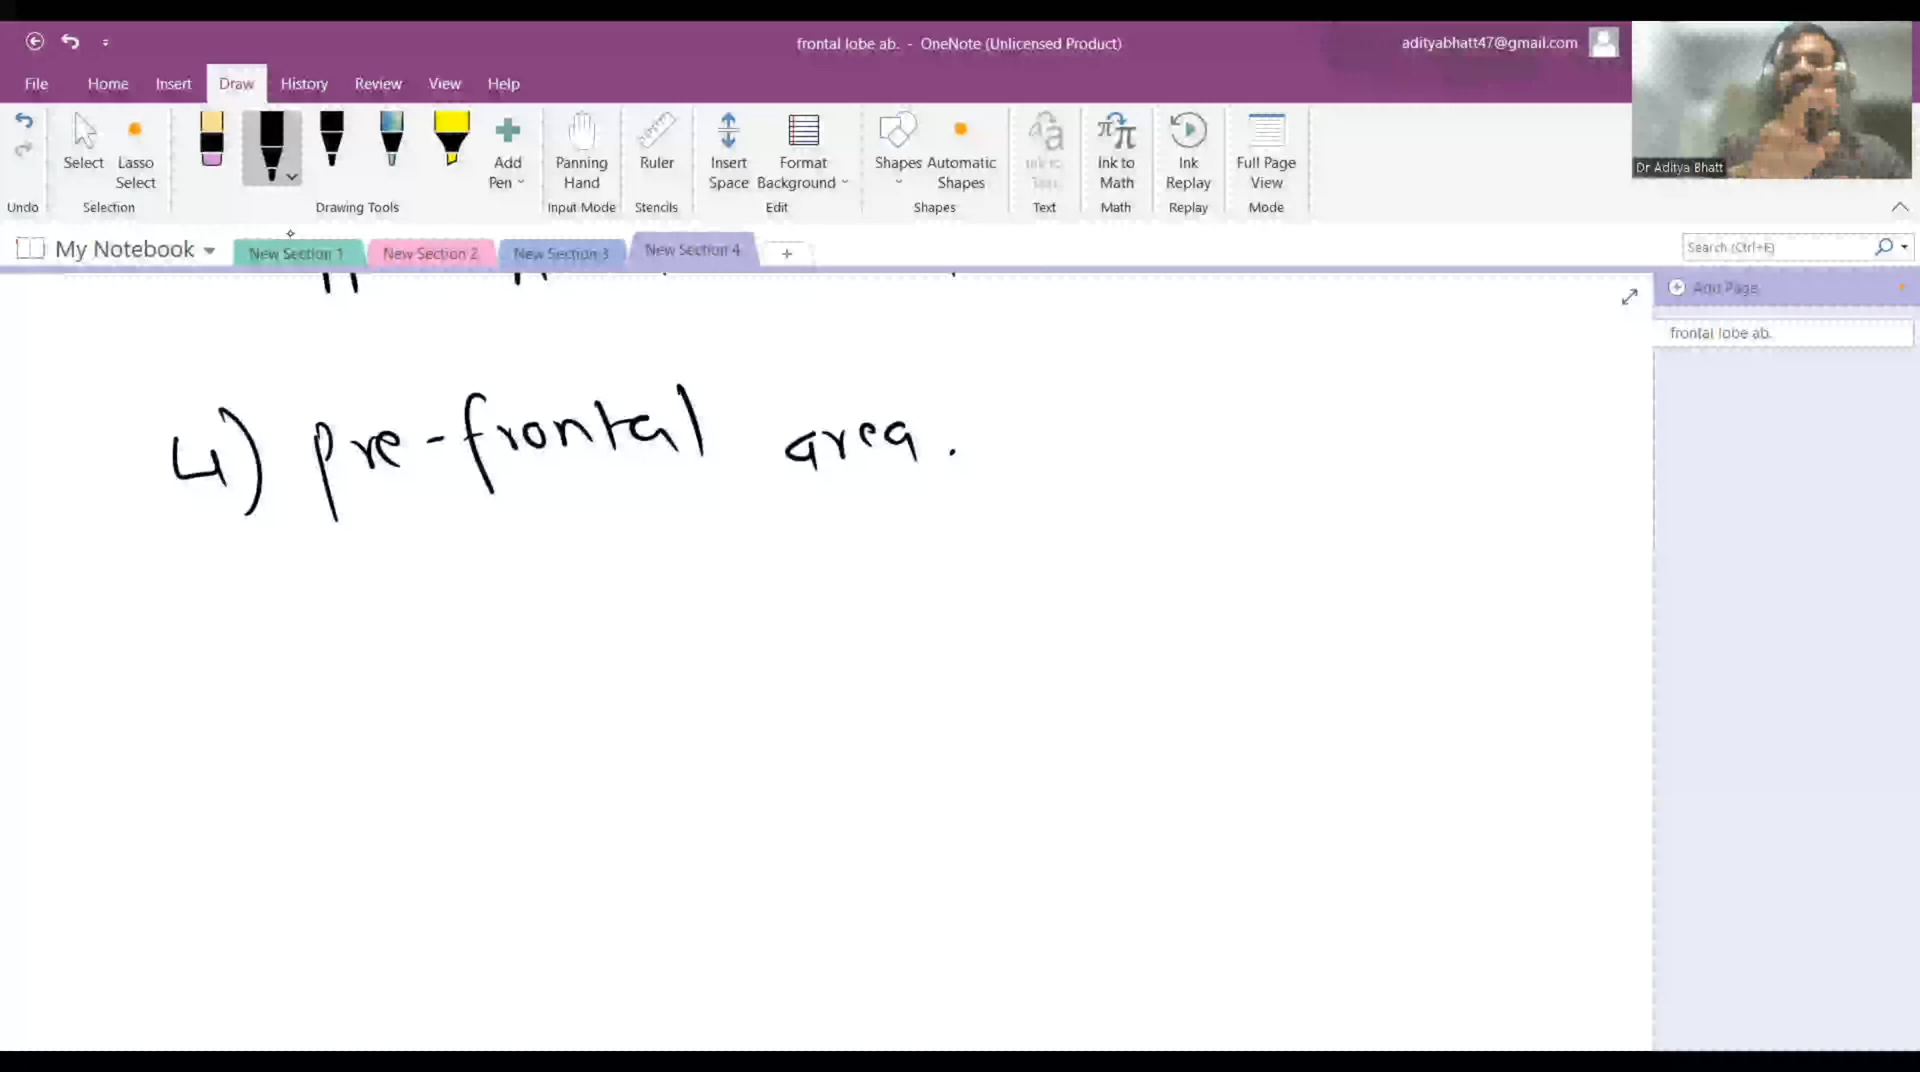 frontal lobe ab. - OneNote (Unlicensed Product)
adityabhatt47@gmail.com
File Home Insert Draw History Review View Help
Dr Aditya Bhatt
Select
Lasso Select
Add Pen
Panning Hand
Ruler
Insert Space
Format Background
Shapes
Automatic Shapes
Ink to Text
Ink to Math
Ink Replay
Full Page View
Undo Selection Drawing Tools Input Mode Stencils Edit Shapes Text Math Replay Mode
My Notebook New Section 1 New Section 2 New Section 3 New Section 4 +
Search (Ctrl+E)
Add Page
frontal lobe ab.
4) pre-frontal area.